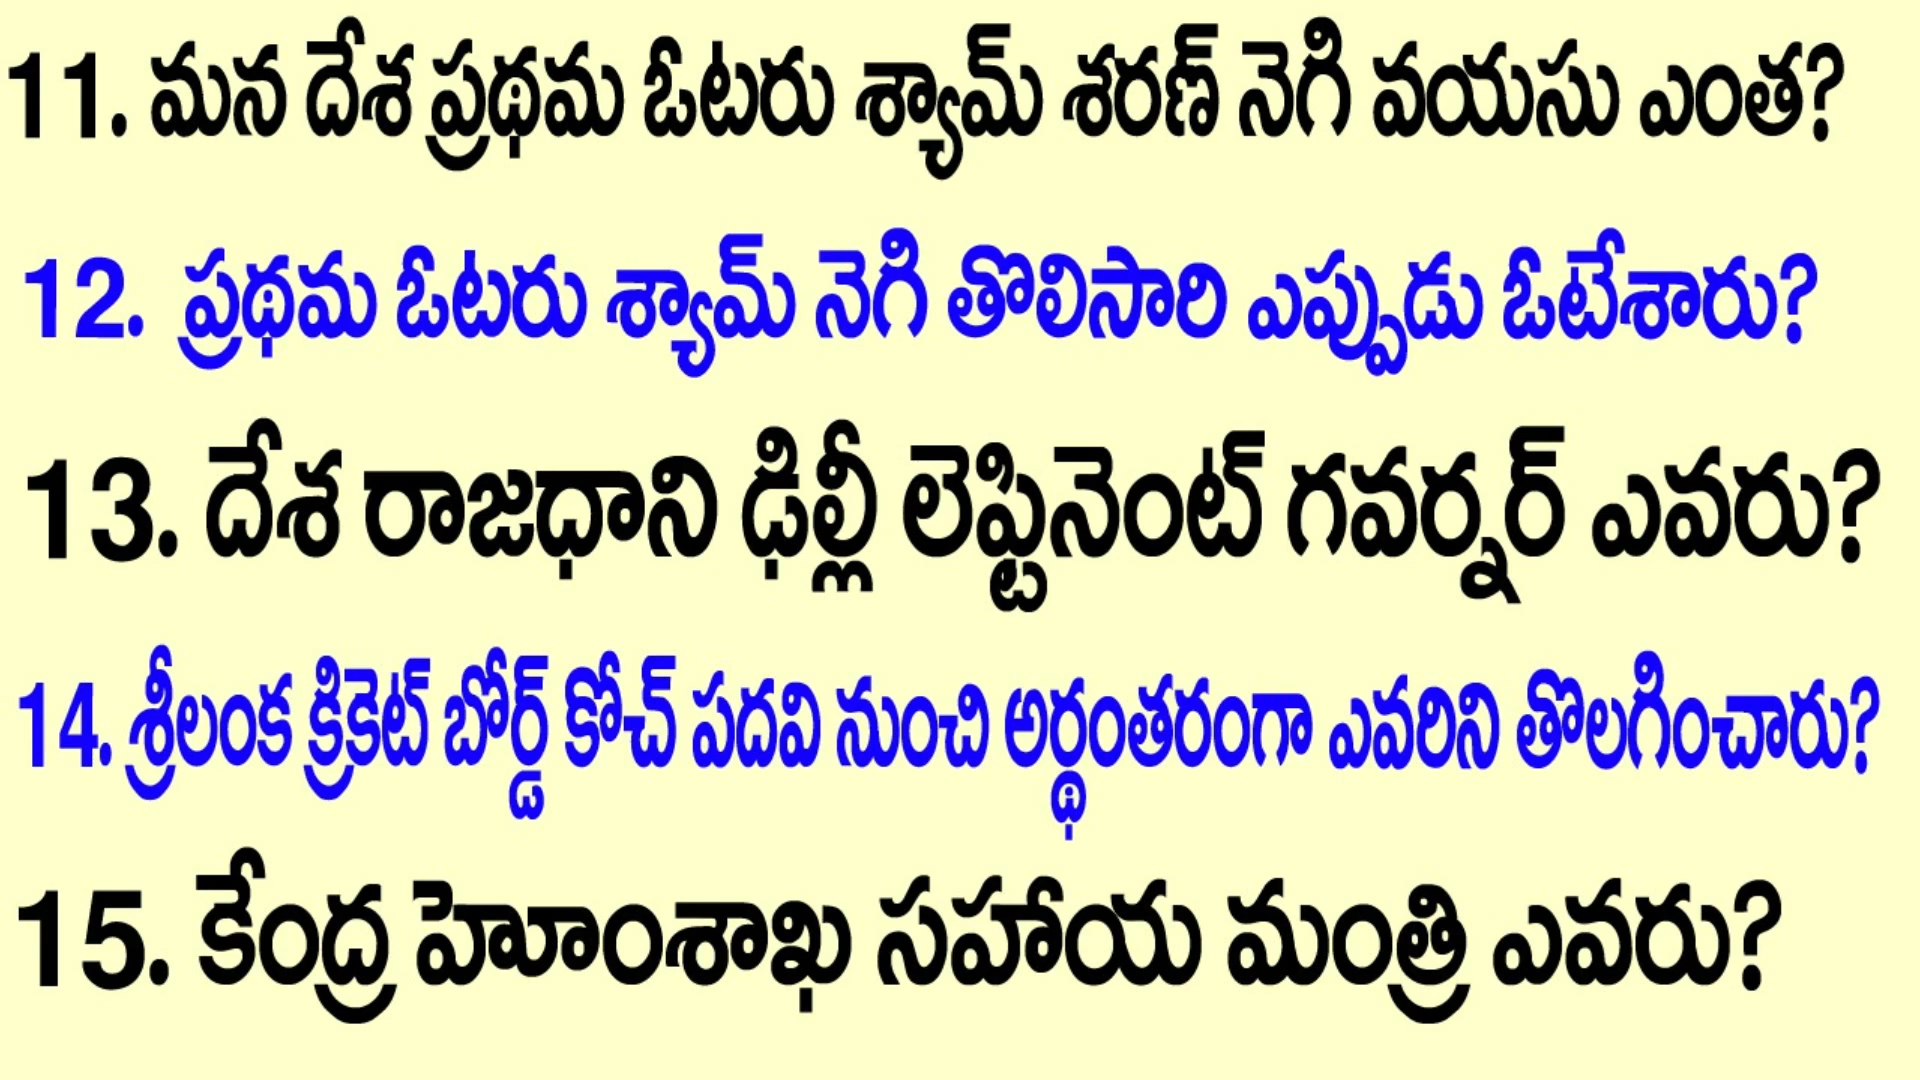 11. మన దేశ ప్రథమ ఓటరు శ్యామ్ శరణ్ నెగి వయసు ఎంత?
12. ప్రథమ ఓటరు శ్యామ్ నెగి తొలిసారి ఎప్పుడు ఓటేశారు?
13. దేశ రాజధాని ఢిల్లీ లెప్టినెంట్ గవర్నర్ ఎవరు?
14. శ్రీలంక క్రికెట్ బోర్డ్ కోచ్ పదవి నుంచి అర్థంతరంగా ఎవరిని తొలగించారు?
15. కేంద్ర హెూంశాఖ సహాయ మంత్రి ఎవరు?